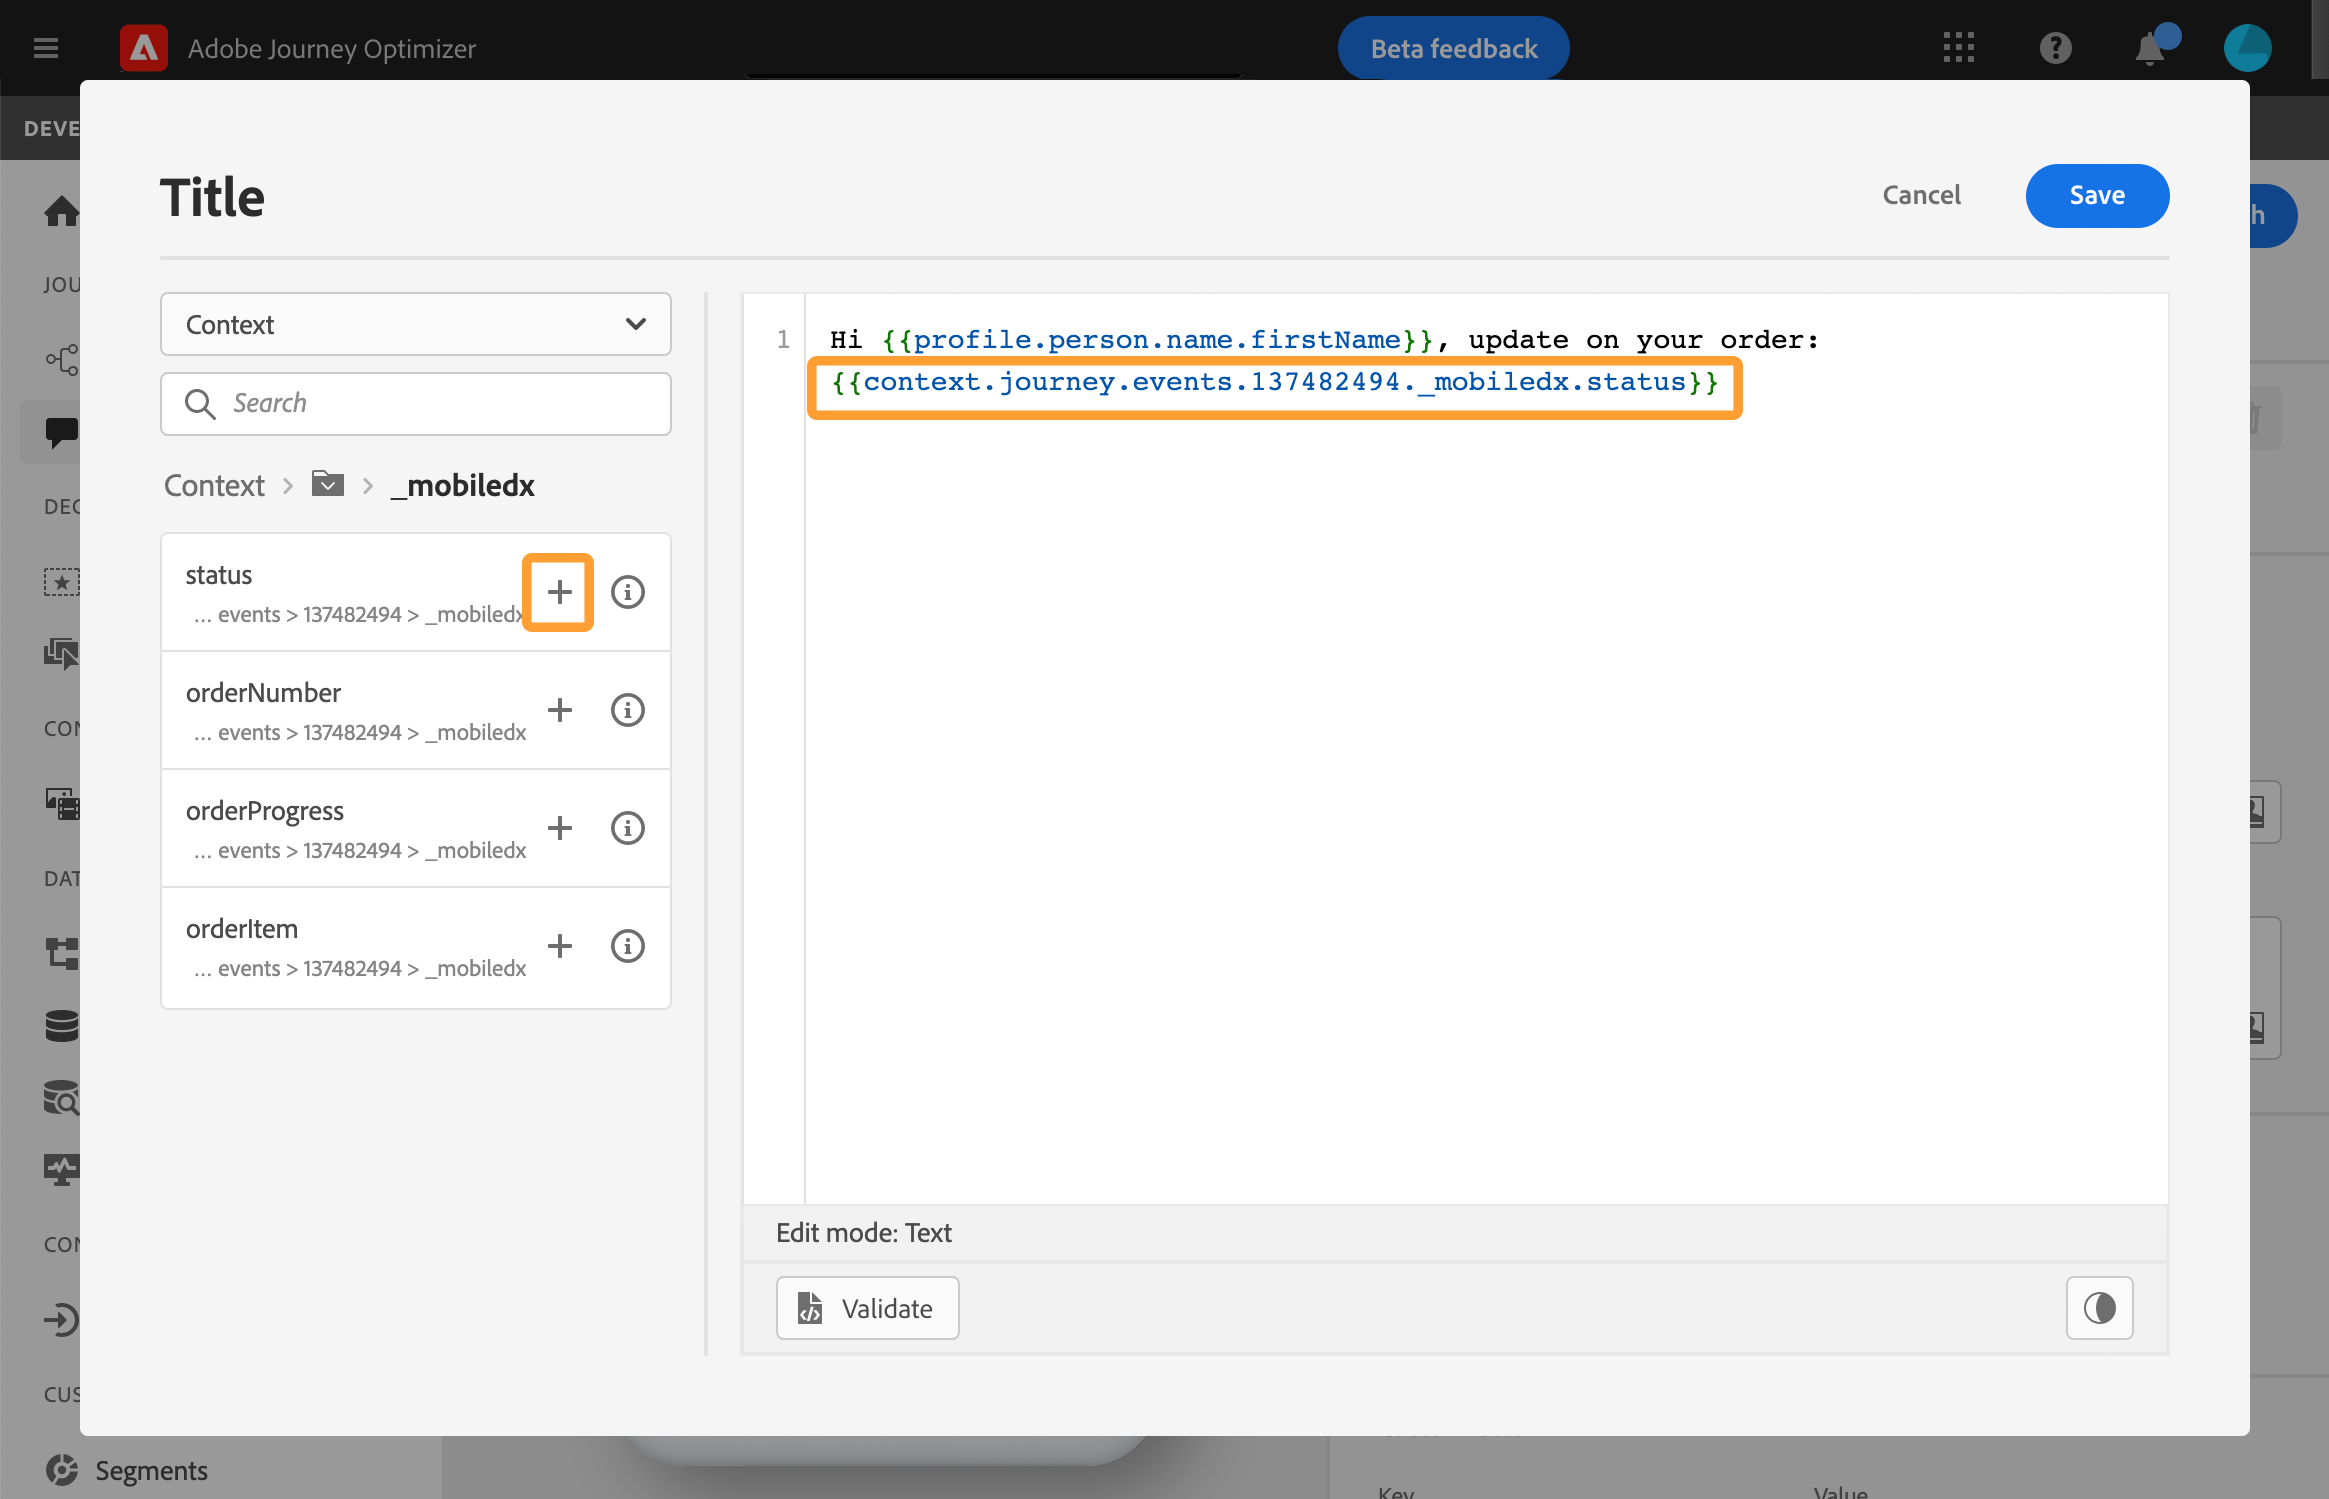 Adobe Journey Optimizer
Beta feedback
DEVE
Title
Cancel
Save
h
JOU
Context
Search
Context > > _mobiledx
1 Hi {{profile.person.name.firstName}}, update on your order:
{{context.journey.events.137482494._mobiledx.status}}
DEC
status
... events > 137482494 > _mobiledx
orderNumber
... events > 137482494 > _mobiledx
CON
orderProgress
... events > 137482494 > _mobiledx
DAT
orderItem
... events > 137482494 > _mobiledx
Edit mode: Text
CON
Validate
CUS
Segments
Key
Value